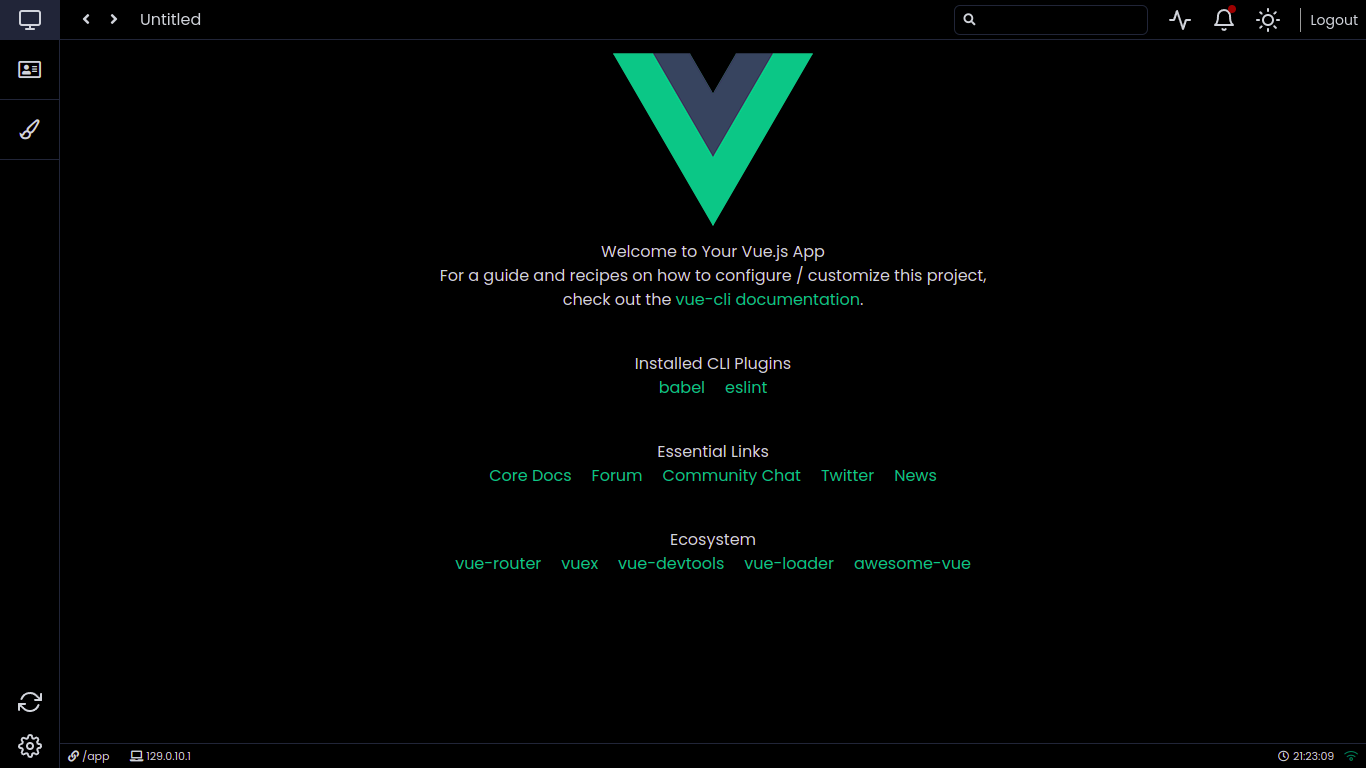 Untitled
Logout
Welcome to Your Vue.js App
For a guide and recipes on how to configure / customize this project,
check out the vue-cli documentation.
Installed CLI Plugins
babel eslint
Essential Links
Core Docs Forum Community Chat Twitter News
Ecosystem
vue-router vuex vue-devtools vue-loader awesome-vue
/app 129.0.10.1 21:23:09